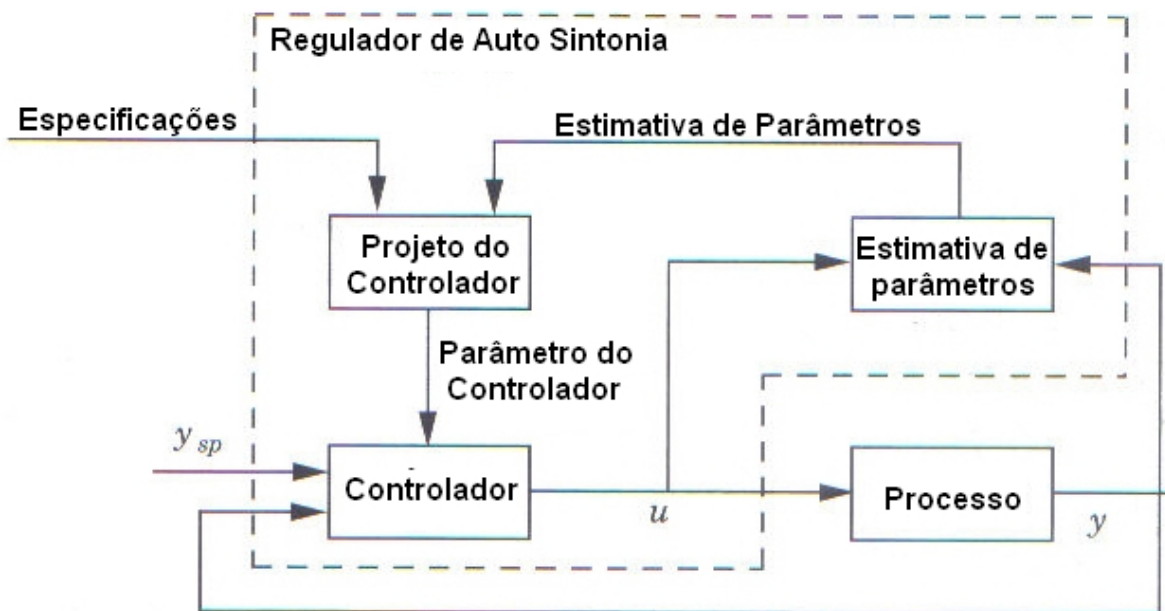 Regulador de Auto Sintonia
Especificações
Estimativa de Parâmetros
Projeto do
Controlador
Estimativa de
parâmetros
Parâmetro do
Controlador
y sp
Controlador
u
Processo
y